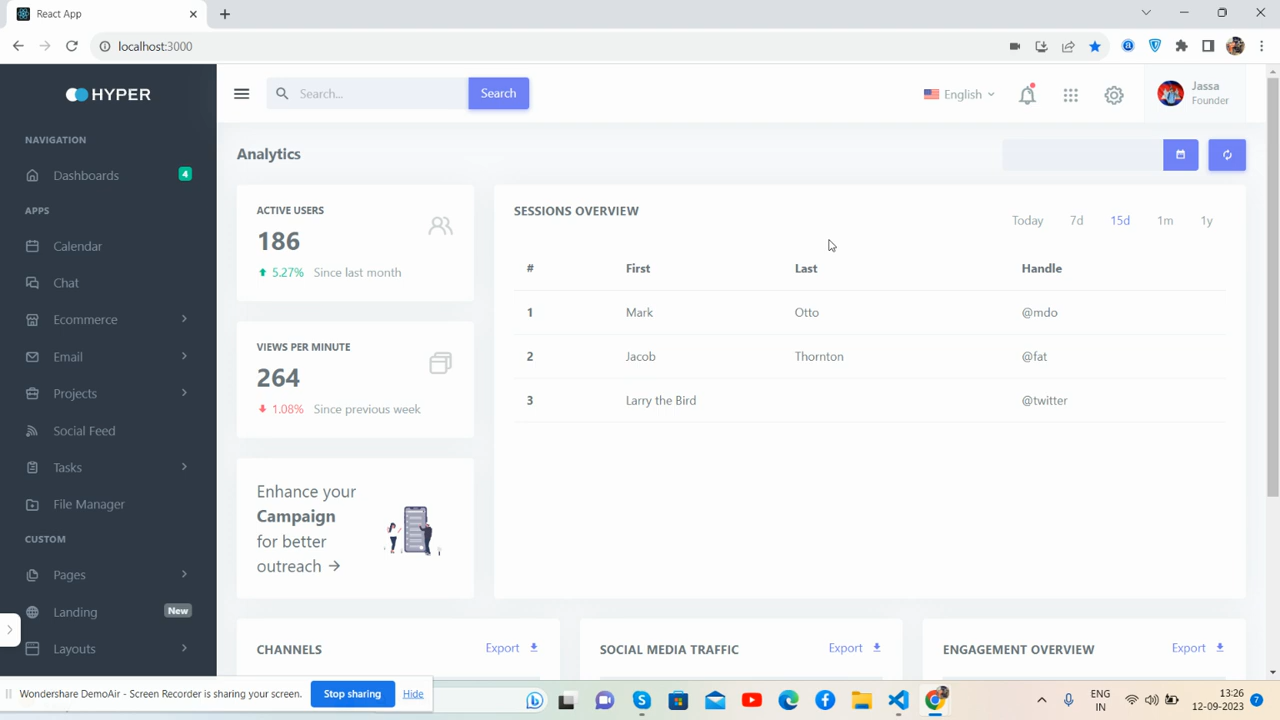 React App
localhost:3000
HYPER
Search...
Search
English
Jassa
Founder
NAVIGATION
Dashboards
4
APPS
Calendar
Chat
Ecommerce
Email
Projects
Social Feed
Tasks
File Manager
CUSTOM
Pages
Landing
New
Layouts
Analytics
ACTIVE USERS
186
5.27% Since last month
VIEWS PER MINUTE
264
1.08% Since previous week
Enhance your
Campaign
for better
outreach →
SESSIONS OVERVIEW
Today 7d 15d 1m 1y
# First Last Handle
1 Mark Otto @mdo
2 Jacob Thornton @fat
3 Larry the Bird @twitter
CHANNELS
Export
SOCIAL MEDIA TRAFFIC
Export
ENGAGEMENT OVERVIEW
Export
Wondershare DemoAir - Screen Recorder is sharing your screen.
Stop sharing
Hide
ENG
IN
13:26
12-09-2023
7